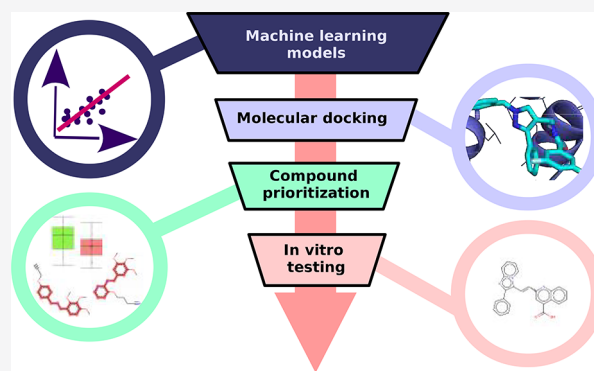 Machine learning
models
Molecular docking
Compound
prioritization
In vitro
testing